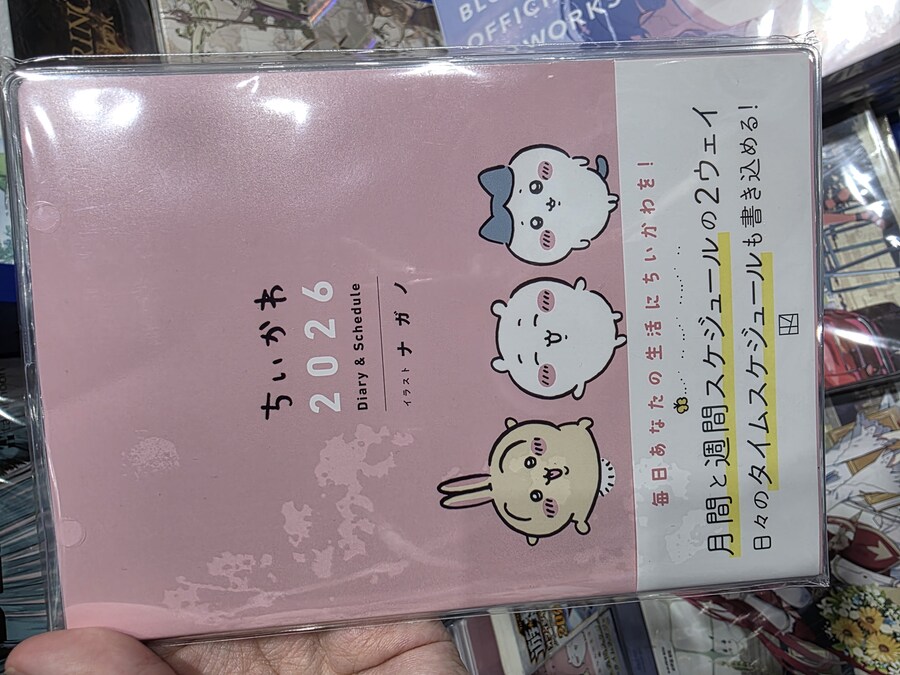 ちいかわ
2026
Diary & Schedule
イラスト ナガノ
毎日あなたの生活にちいかわを！
月間と週間スケジュールの2ウェイ
日々のタイムスケジュールも書き込める！
OFFICIAL
WORKS